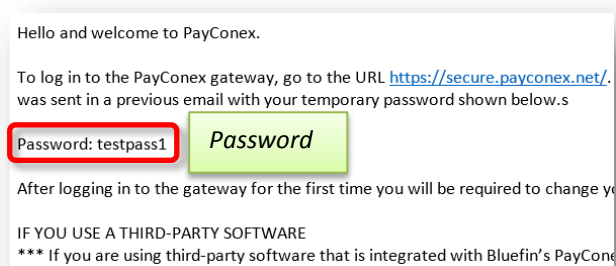 Hello and welcome to PayConex.
To log in to the PayConex gateway, go to the URL https://secure.payconex.net/.
was sent in a previous email with your temporary password shown below.s
Password: testpass1
Password
After logging in to the gateway for the first time you will be required to change
IF YOU USE A THIRD-PARTY SOFTWARE
*** If you are using third-party software that is integrated with Bluefin's